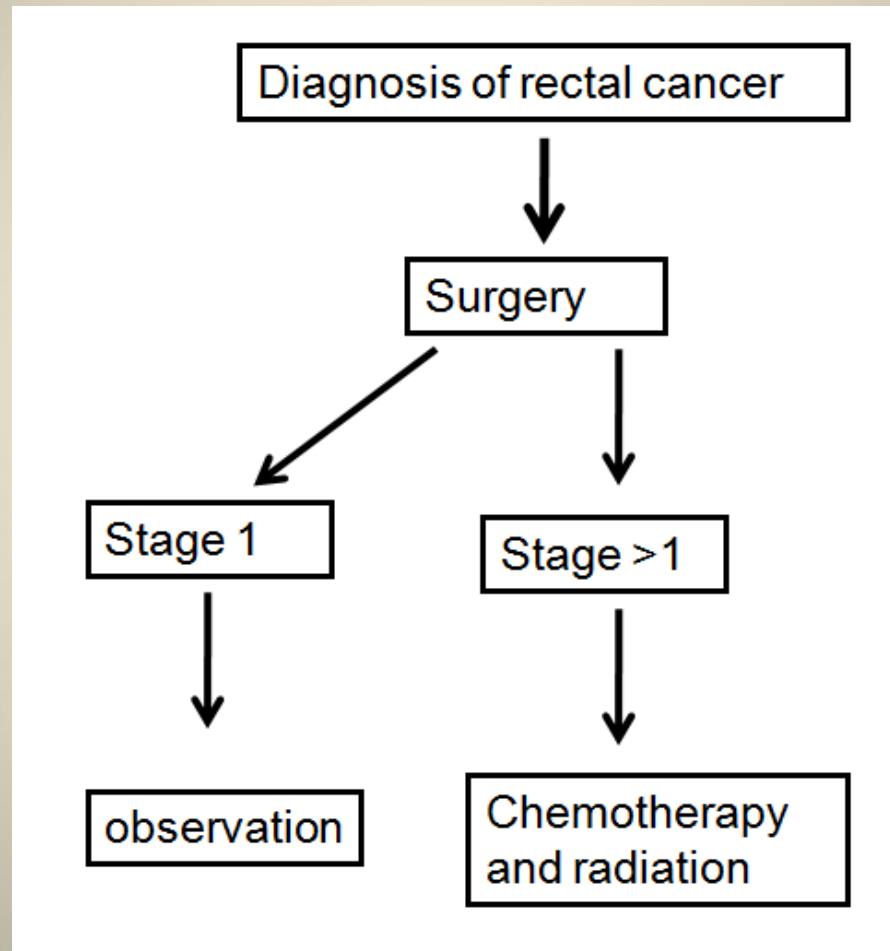 Diagnosis of rectal cancer
Surgery
Stage 1
Stage >1
observation
Chemotherapy
and radiation